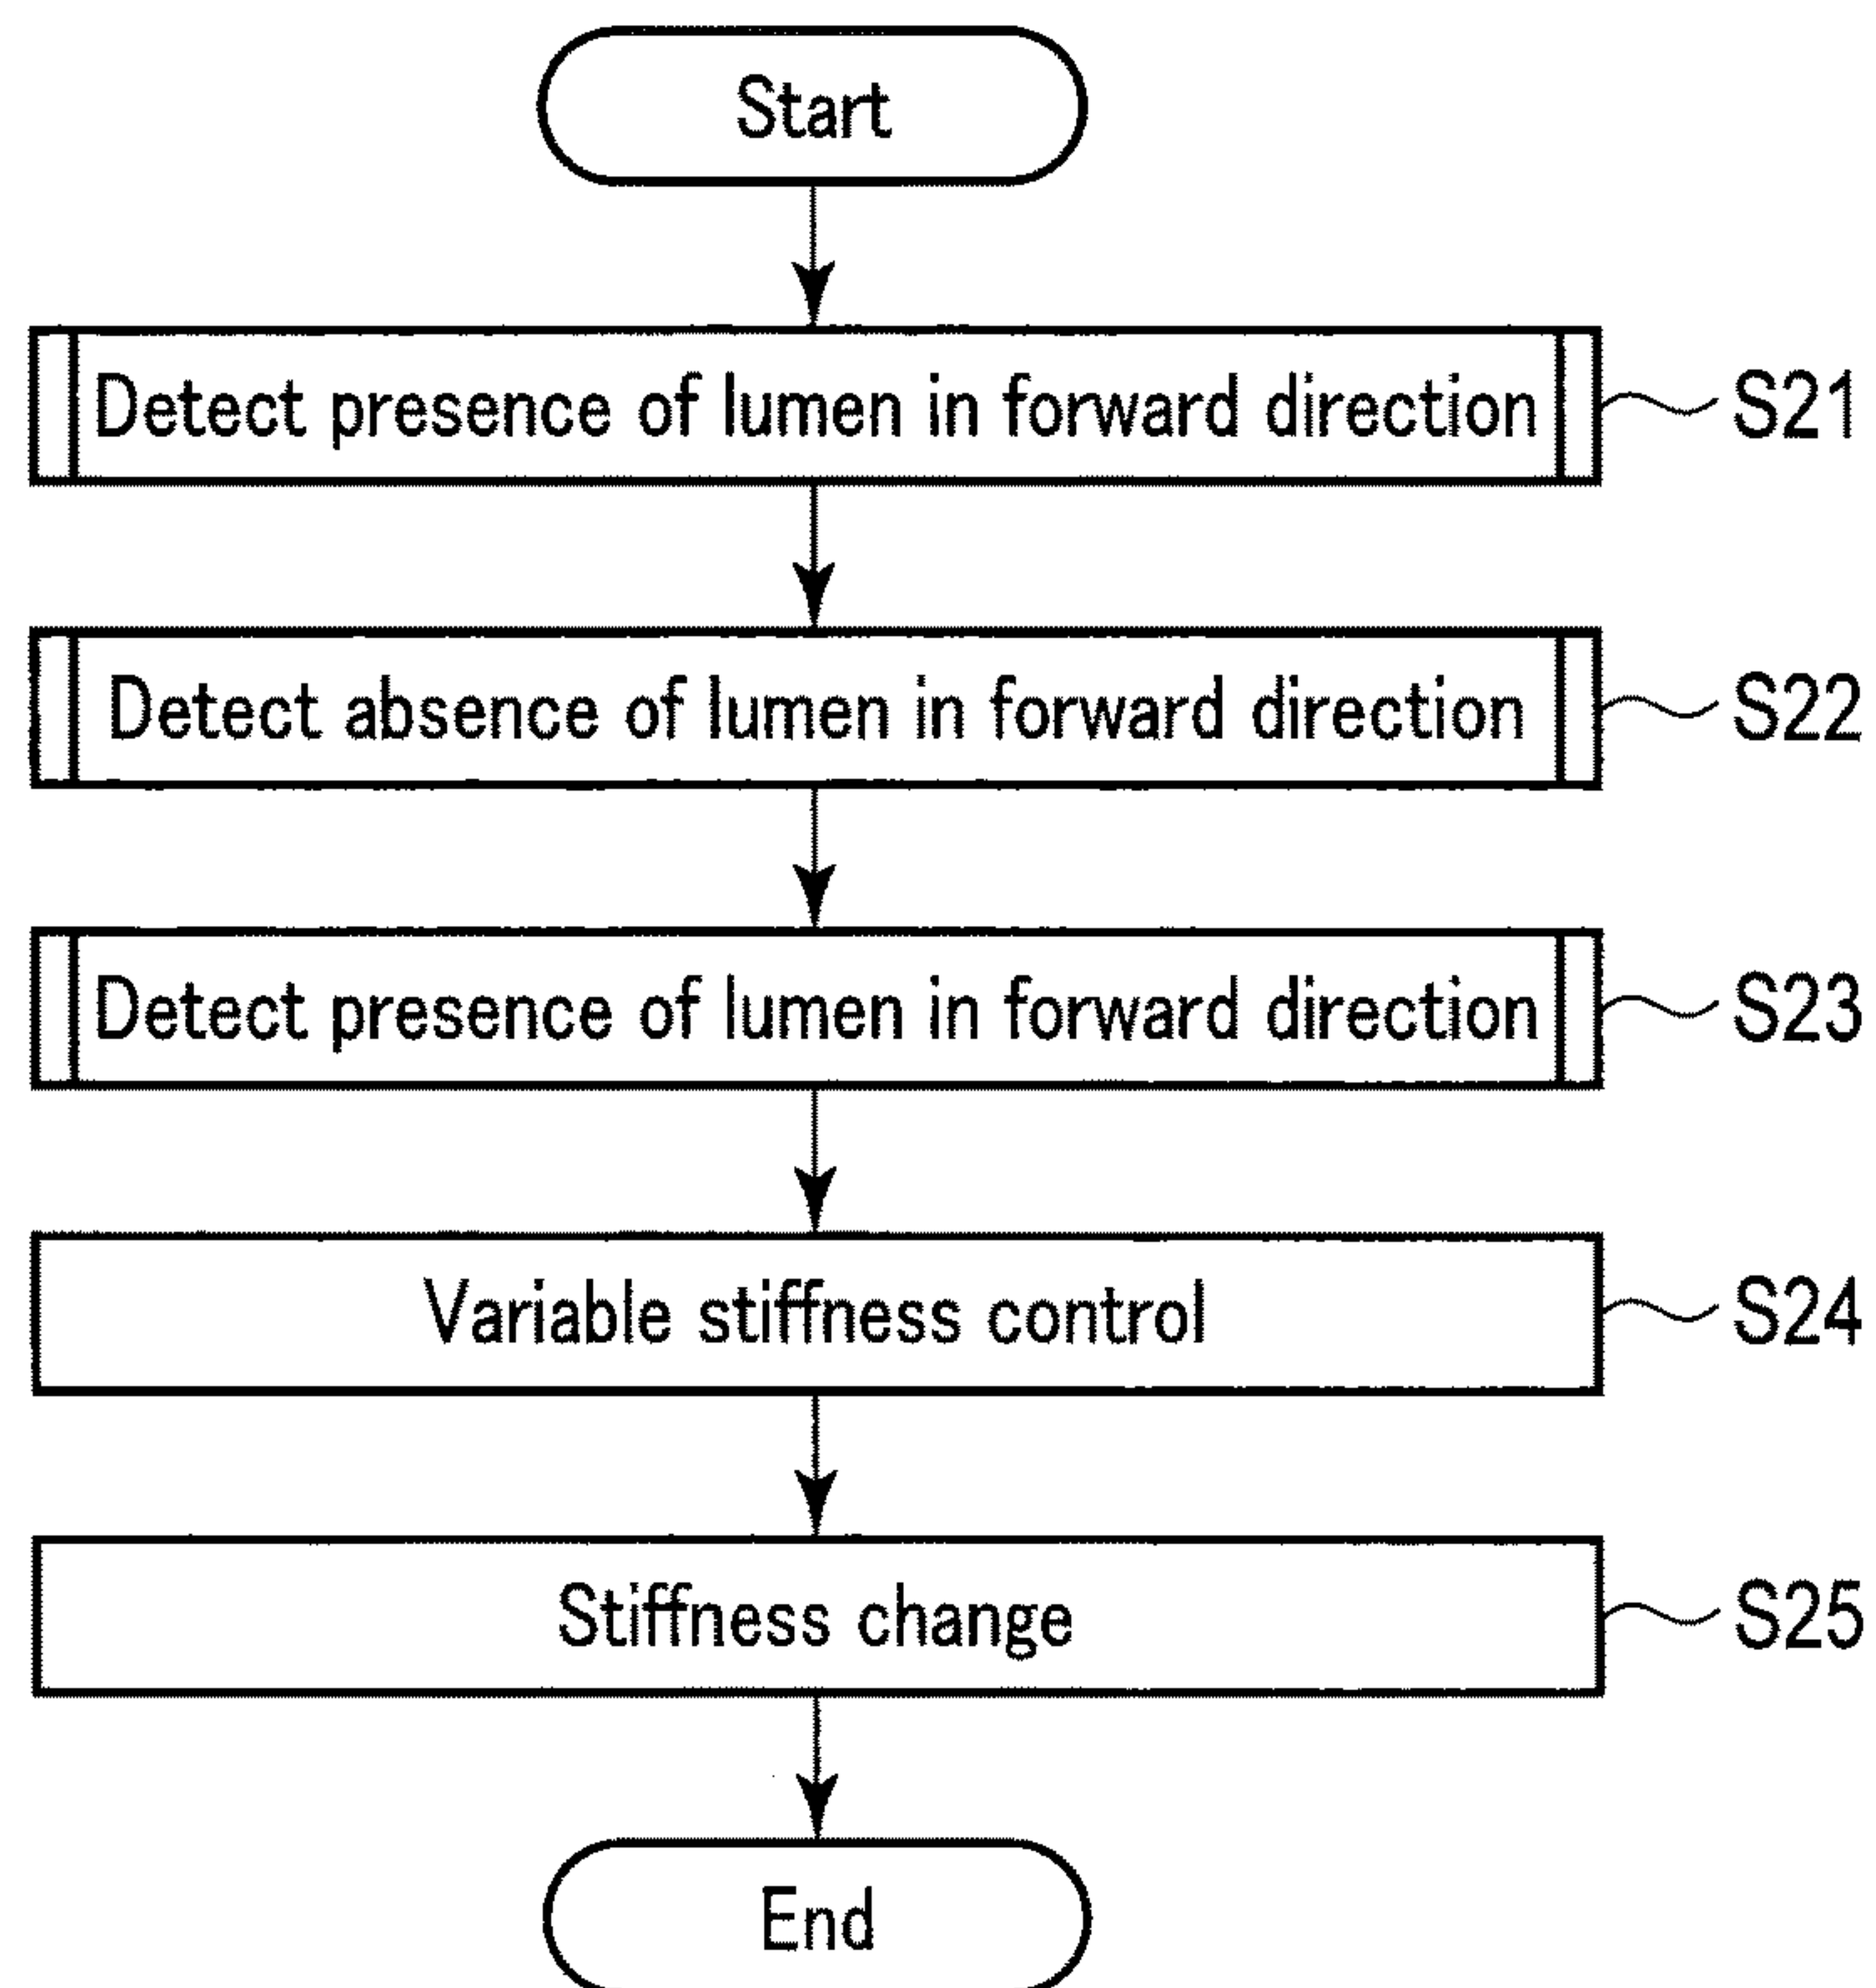 Start
Detect presence of lumen in forward direction S21
Detect absence of lumen in forward direction S22
Detect presence of lumen in forward direction S23
Variable stiffness control S24
Stiffness change S25
End